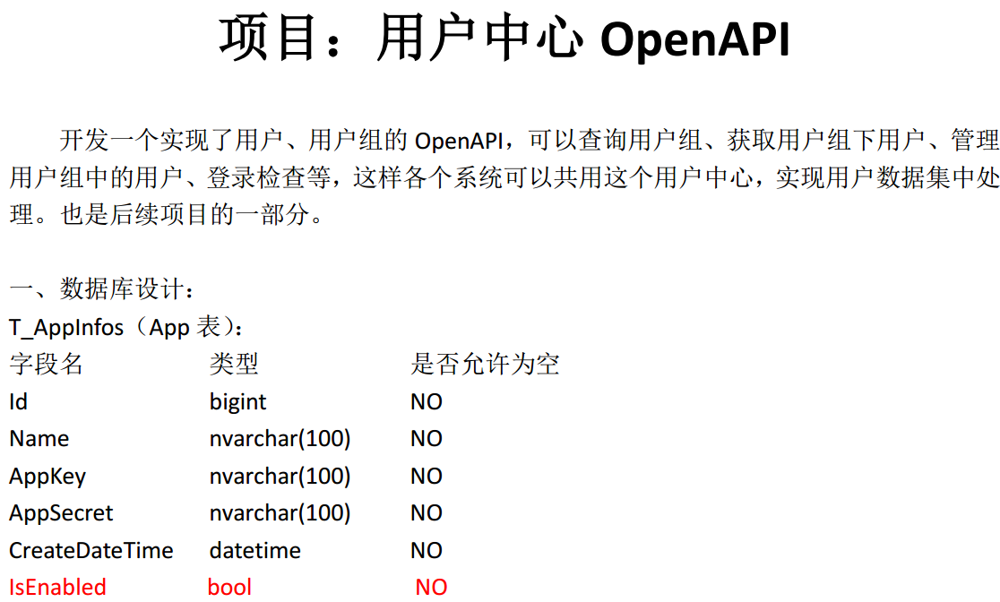 项目：用户中心 OpenAPI
开发一个实现了用户、用户组的 OpenAPI，可以查询用户组、获取用户组下用户、管理
用户组中的用户、登录检查等，这样各个系统可以共用这个用户中心，实现用户数据集中处
理。也是后续项目的一部分。
一、数据库设计：
T_AppInfos（App 表）：
字段名 类型 是否允许为空
Id bigint NO
Name nvarchar(100) NO
AppKey nvarchar(100) NO
AppSecret nvarchar(100) NO
CreateDateTime datetime NO
IsEnabled bool NO